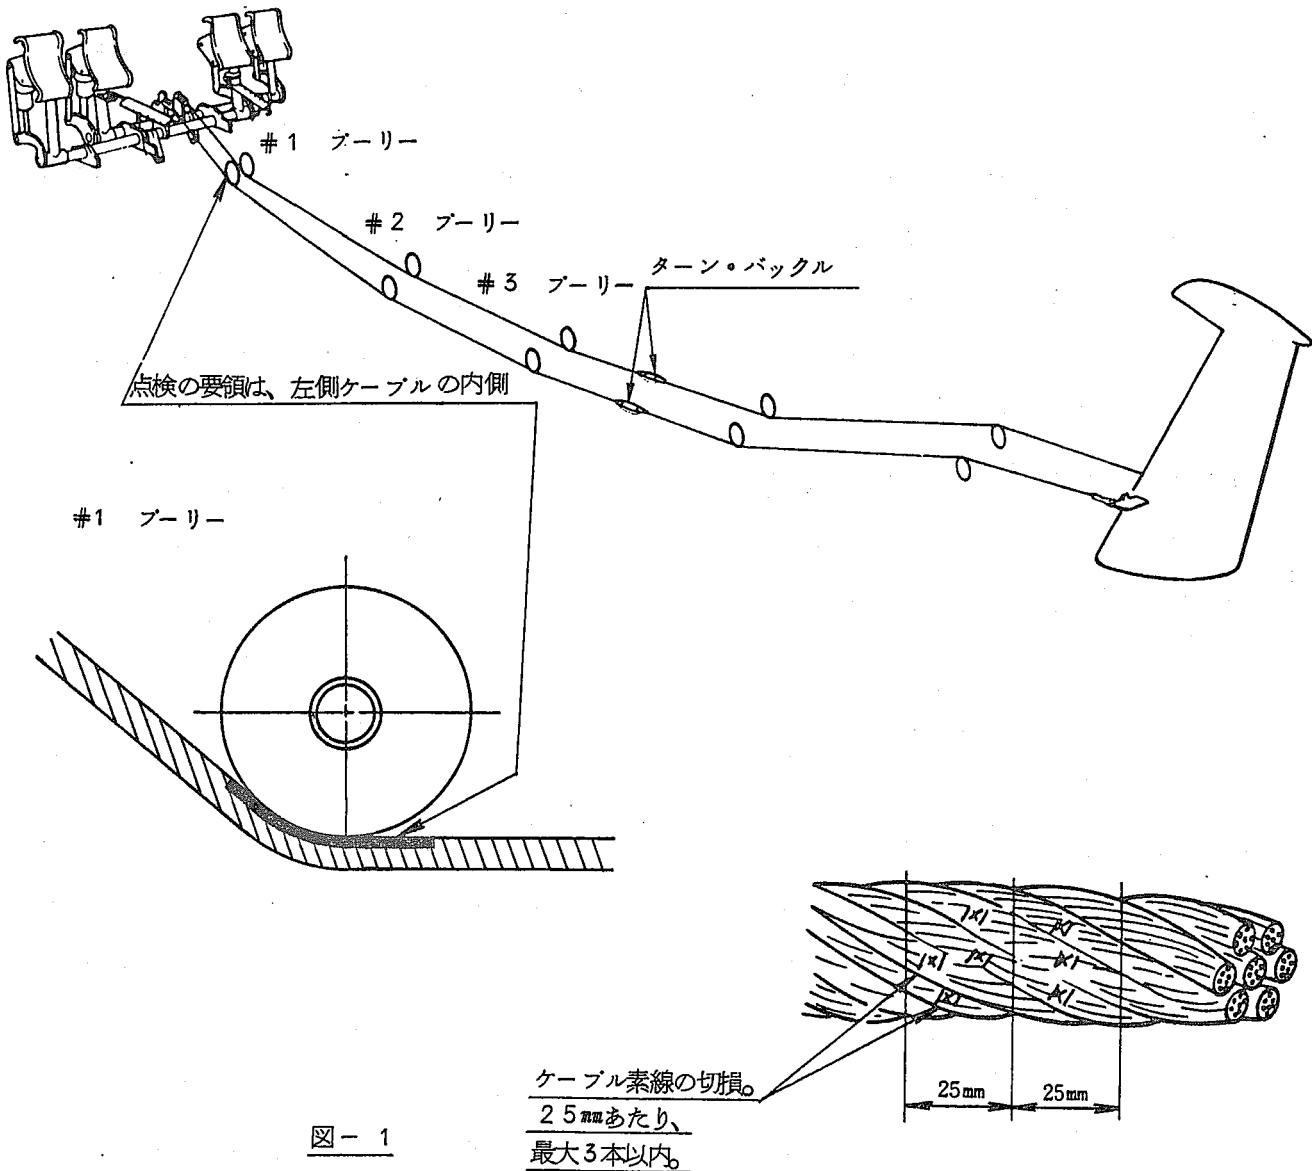 #1 プーリー
#2 プーリー
#3 プーリー
ターン・バックル
点検の要領は、左側ケーブルの内側
#1 プーリー
25mm
25mm
ケーブル素線の切損。
25mmあたり、
最大3本以内。
図-1